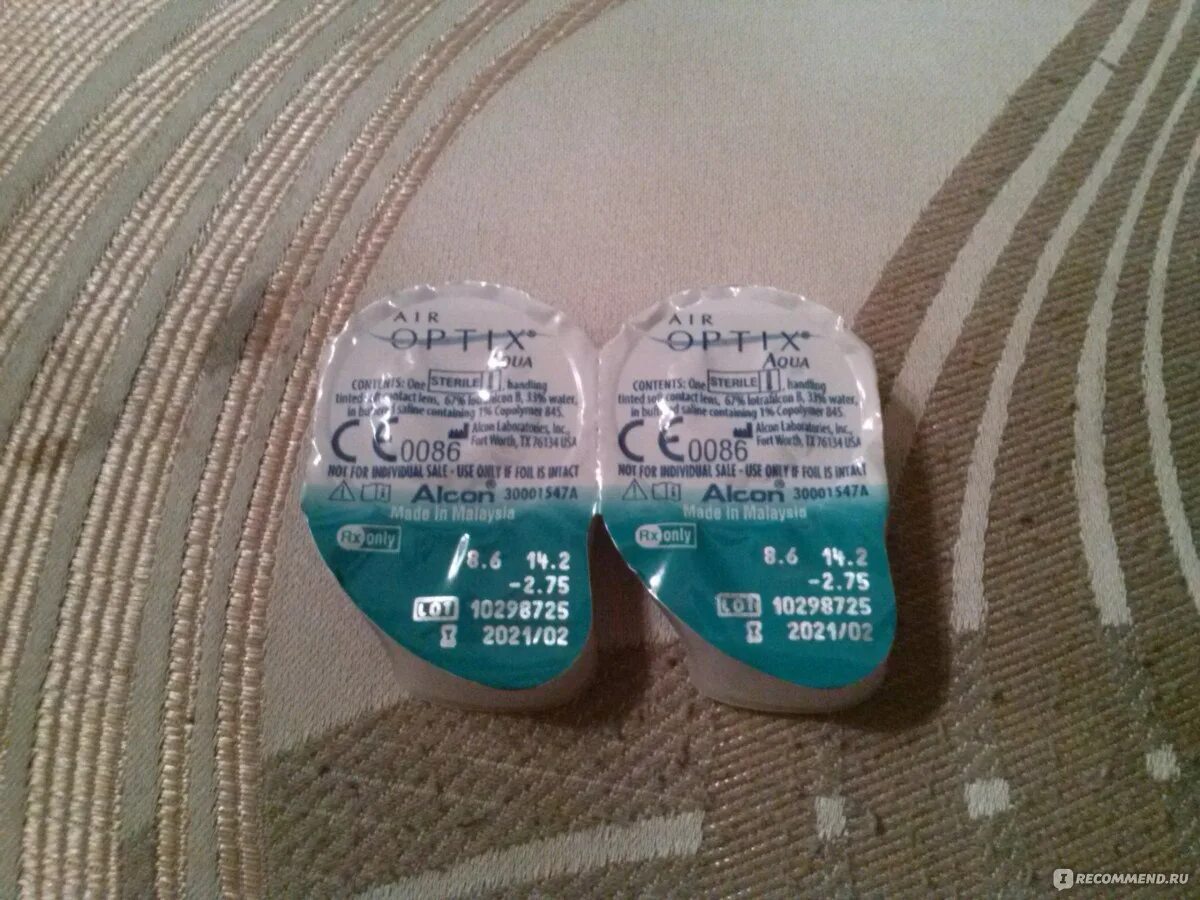 AIR
OPTIX®
AQUA
CONTENTS: One STERILE handling
tinted soft contact lens, 67% lotrafilcon B, 33% water,
in buffered saline containing 1% Copolymer 845.
CE 0086 Alcon Laboratories, Inc.,
Fort Worth, TX 76134 USA
NOT FOR INDIVIDUAL SALE - USE ONLY IF FOIL IS INTACT
Alcon® 30001547A
Made in Malaysia
Rx only
8.6 14.2
-2.75
LOT 10298725
2021/02
AIR
OPTIX®
AQUA
CONTENTS: One STERILE handling
tinted soft contact lens, 67% lotrafilcon B, 33% water,
in buffered saline containing 1% Copolymer 845.
CE 0086 Alcon Laboratories, Inc.,
Fort Worth, TX 76134 USA
NOT FOR INDIVIDUAL SALE - USE ONLY IF FOIL IS INTACT
Alcon® 30001547A
Made in Malaysia
Rx only
8.6 14.2
-2.75
LOT 10298725
2021/02
IRECOMMEND.RU